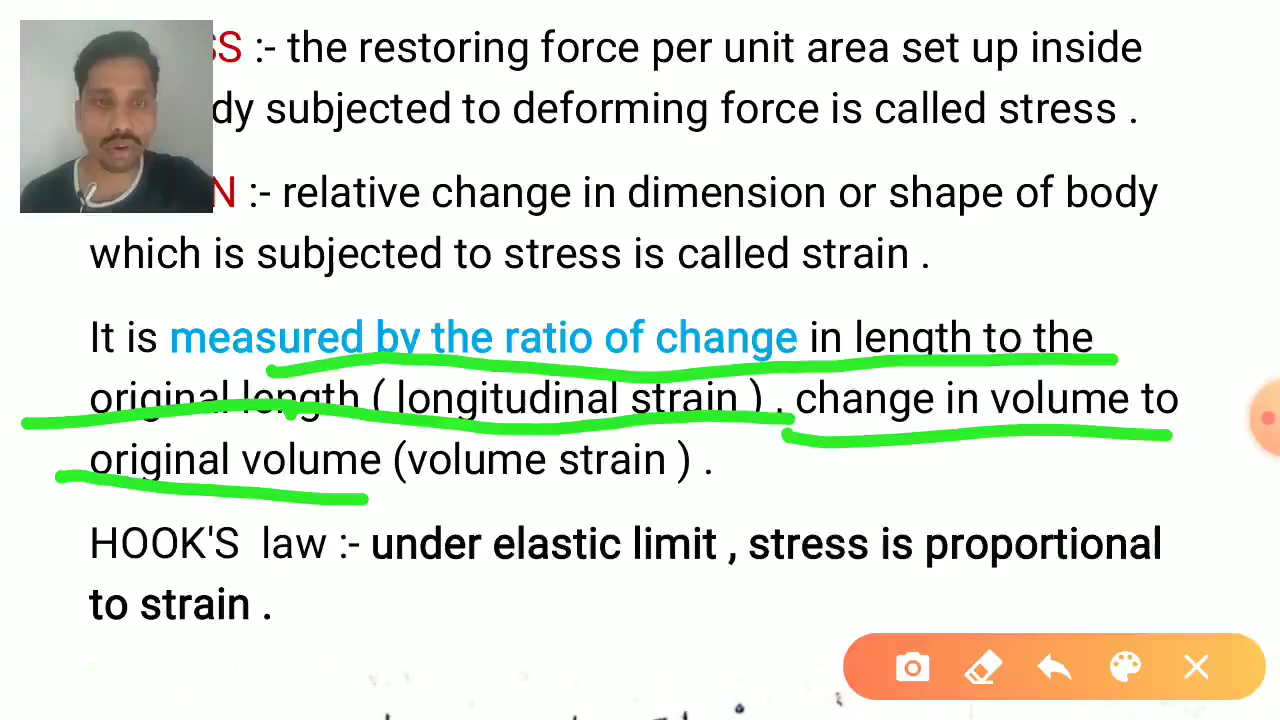 SS :- the restoring force per unit area set up inside
dy subjected to deforming force is called stress .
N :- relative change in dimension or shape of body
which is subjected to stress is called strain .
It is measured by the ratio of change in length to the
original length ( longitudinal strain ) , change in volume to
original volume (volume strain ) .
HOOK'S law :- under elastic limit , stress is proportional
to strain .